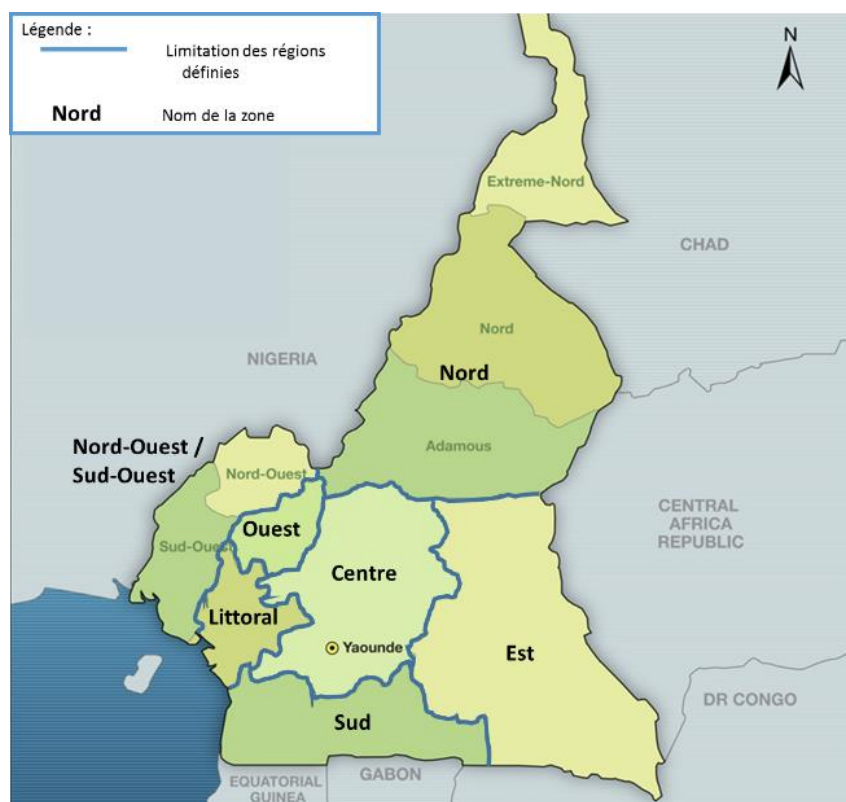 Légende :
Limitation des régions
définies
Nord
Nom de la zone
N
Extreme-Nord
CHAD
Nord
NIGERIA
Nord
Adamous
Nord-Ouest /
Sud-Ouest
Nord-Ouest
CENTRAL
AFRICA
REPUBLIC
Ouest
Sud-Ouest
Centre
Littoral
Yaounde
Est
DR CONGO
Sud
EQUATORIAL
GUINEA
GABON